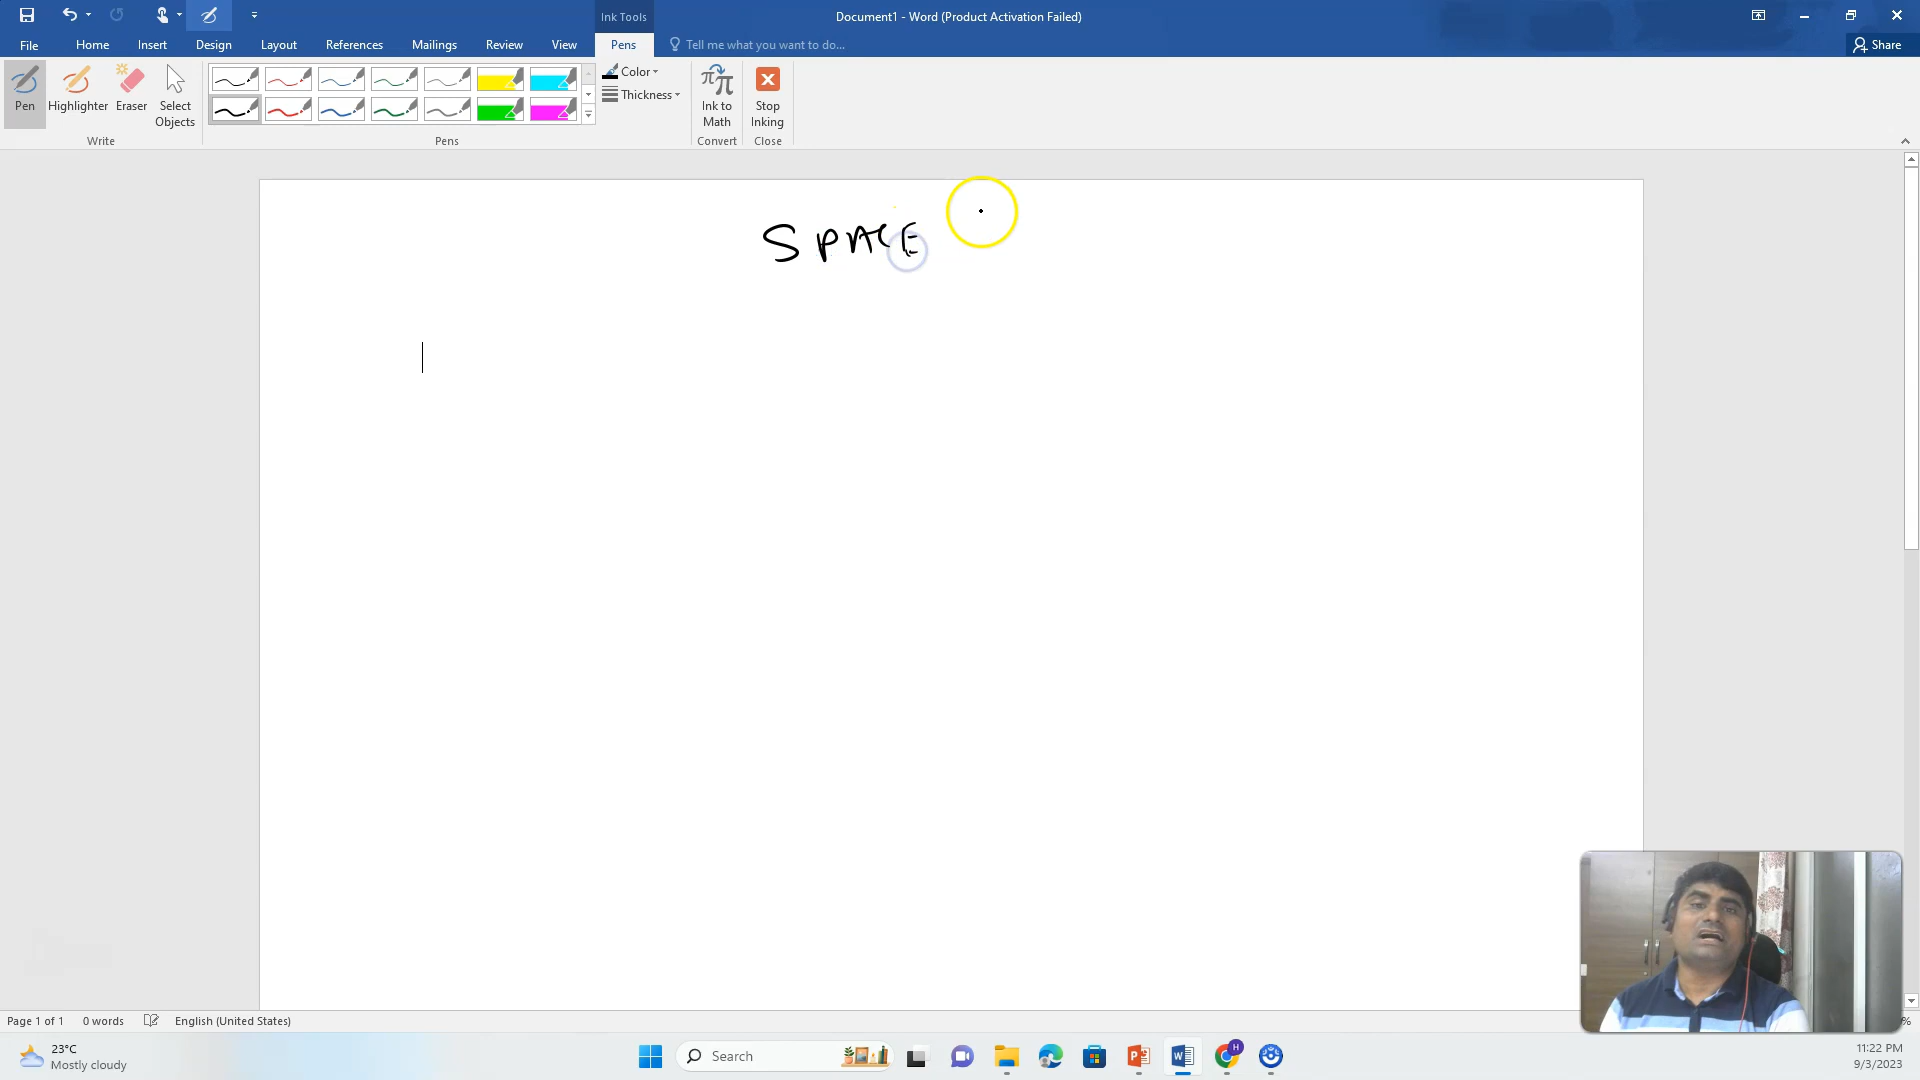 Ink Tools
Document1 - Word (Product Activation Failed)
File Home Insert Design Layout References Mailings Review View Pens Tell me what you want to do... Share
Pen Highlighter Eraser Select Objects
Color
Thickness
Ink to Math
Stop Inking
Write Pens Convert Close
SPACE
Page 1 of 1 0 words English (United States) %
23°C
Mostly cloudy
Search
H
11:22 PM
9/3/2023